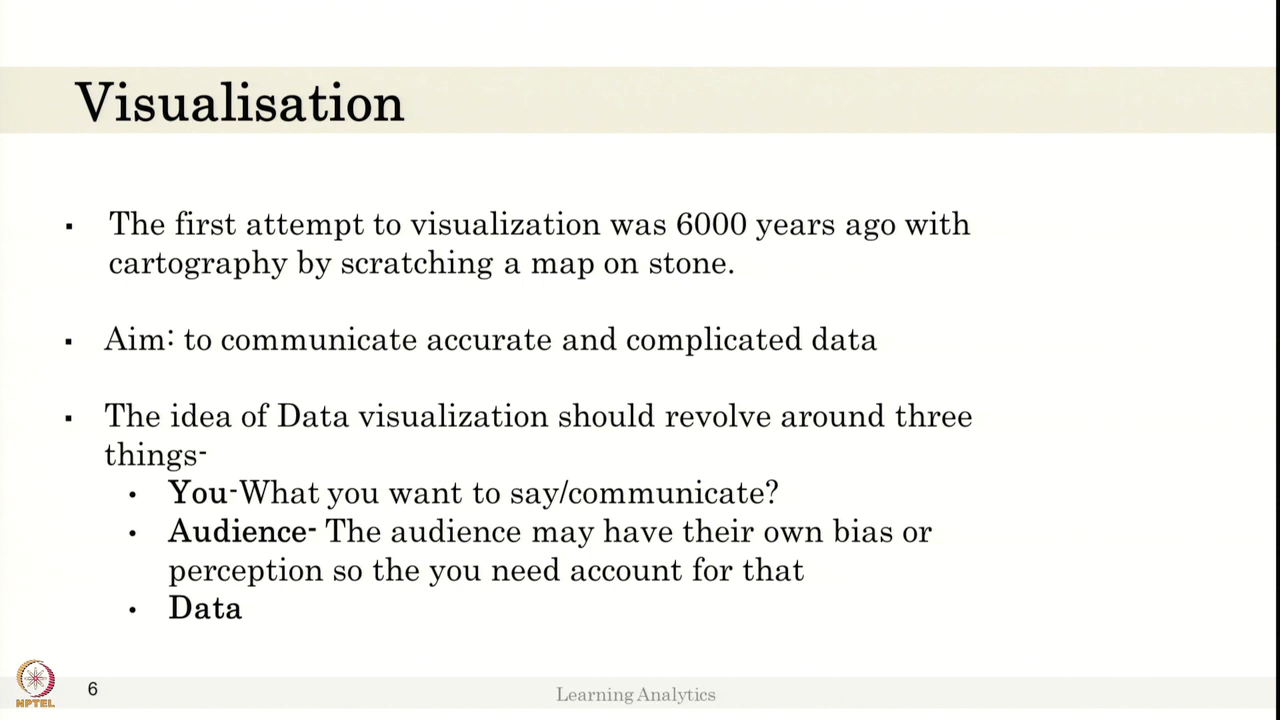 Visualisation
▪ The first attempt to visualization was 6000 years ago with
cartography by scratching a map on stone.
▪ Aim: to communicate accurate and complicated data
▪ The idea of Data visualization should revolve around three
things-
• You-What you want to say/communicate?
• Audience- The audience may have their own bias or
perception so the you need account for that
• Data
NPTEL
6
Learning Analytics